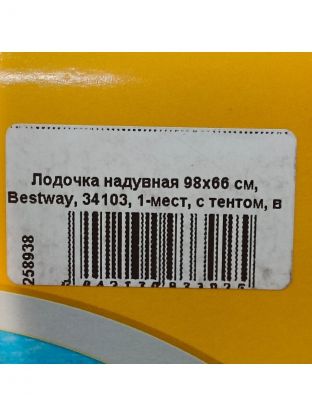 Лодочка надувная 98х66 см,
Bestway, 34103, 1-мест, с тентом, в
258938